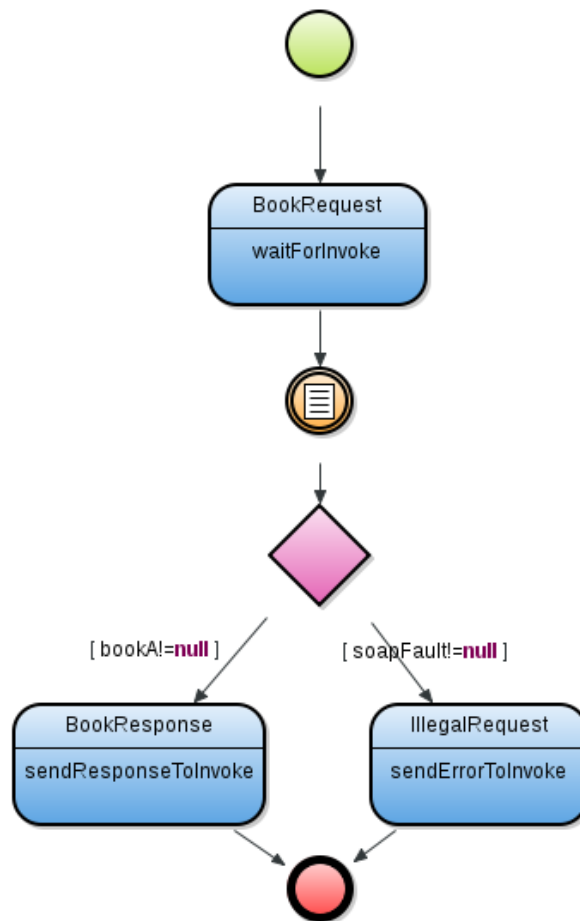 BookRequest
waitForInvoke
[ bookA!=null ]
[ soapFault!=null ]
BookResponse
sendResponseToInvoke
IllegalRequest
sendErrorToInvoke